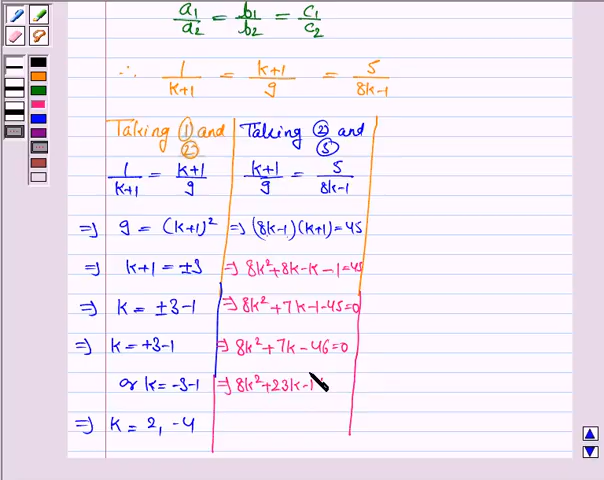 a₁/a₂ = b₁/b₂ = c₁/c₂
∴ 1/(k+1) = (k+1)/9 = 5/(8k-1)
Taking ① and ②
1/(k+1) = (k+1)/9
⇒ 9 = (k+1)²
⇒ k+1 = ±3
⇒ k = ±3-1
⇒ k = +3-1
or k = -3-1
⇒ k = 2, -4
Taking ② and ③
(k+1)/9 = 5/(8k-1)
⇒ (8k-1)(k+1) = 45
⇒ 8k²+8k-k-1=45
⇒ 8k²+7k-1-45=0
⇒ 8k²+7k-46=0
⇒ 8k²+23k-1